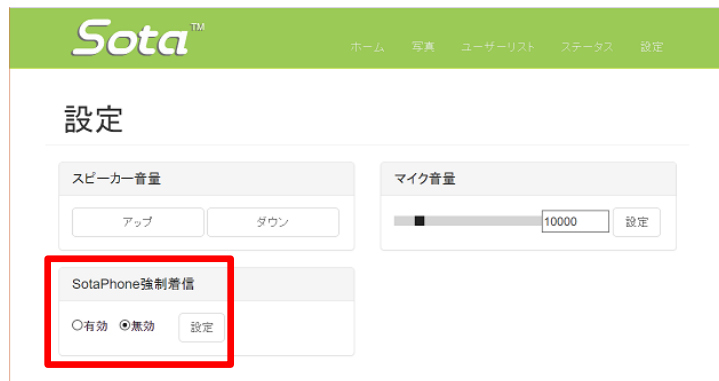 Sota™
ホーム 写真 ユーザーリスト ステータス 設定
設定
スピーカー音量
アップ ダウン
マイク音量
10000 設定
SotaPhone強制着信
有効 無効 設定